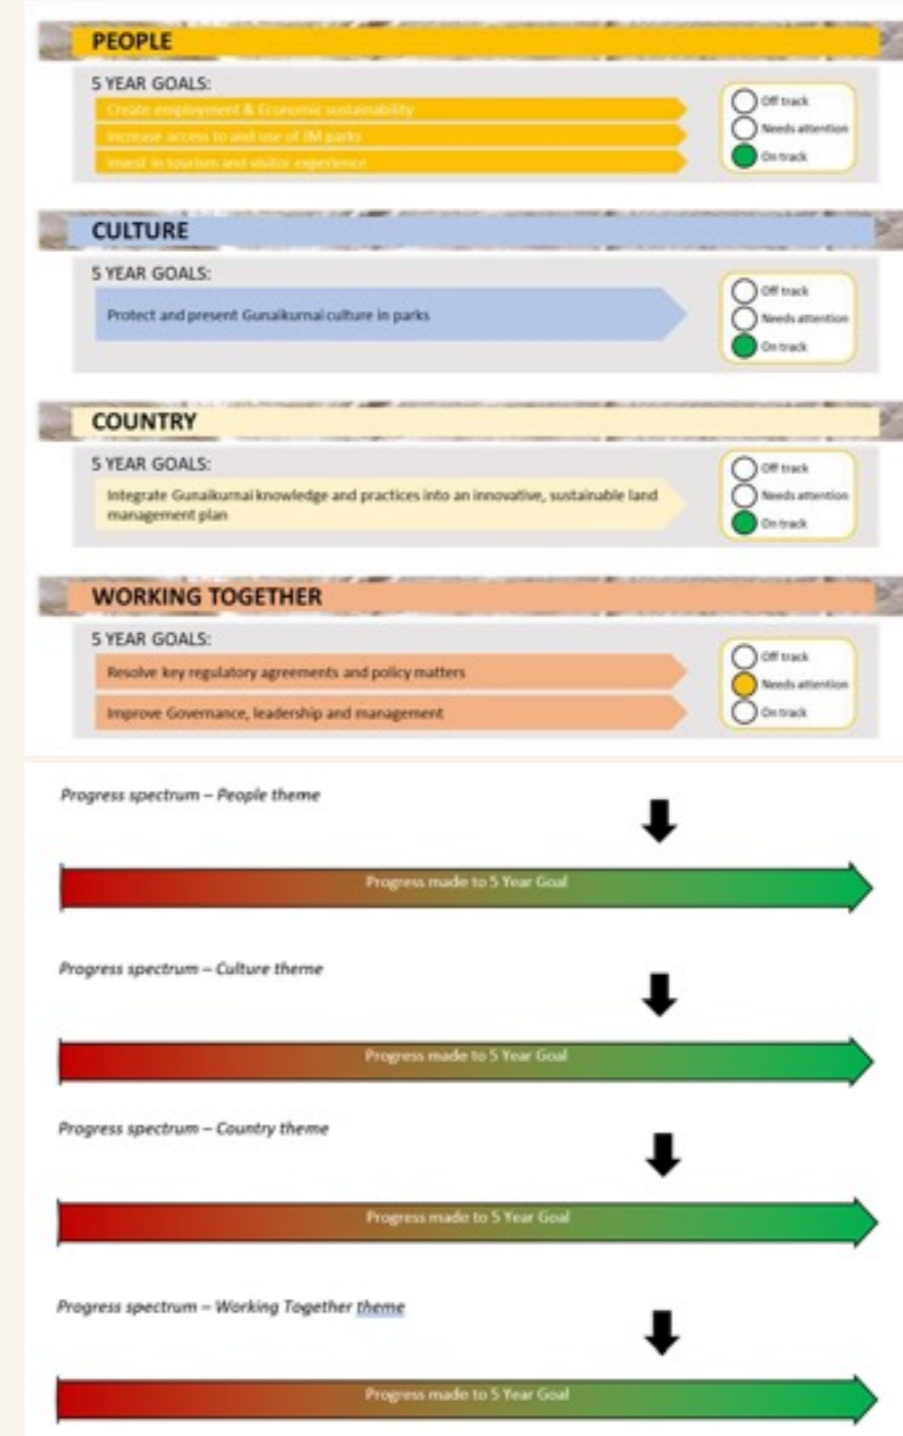 PEOPLE
5 YEAR GOALS:
Create employment & Economic sustainability
Increase access to and use of JM parks
Invest in tourism and visitor experience
Off track
Needs attention
On track
CULTURE
5 YEAR GOALS:
Protect and present Gunaikurnai culture in parks
Off track
Needs attention
On track
COUNTRY
5 YEAR GOALS:
Integrate Gunaikurnai knowledge and practices into an innovative, sustainable land
management plan
Off track
Needs attention
On track
WORKING TOGETHER
5 YEAR GOALS:
Resolve key regulatory agreements and policy matters
Improve Governance, leadership and management
Off track
Needs attention
On track
Progress spectrum – People theme
Progress made to 5 Year Goal
Progress spectrum – Culture theme
Progress made to 5 Year Goal
Progress spectrum – Country theme
Progress made to 5 Year Goal
Progress spectrum – Working Together theme
Progress made to 5 Year Goal